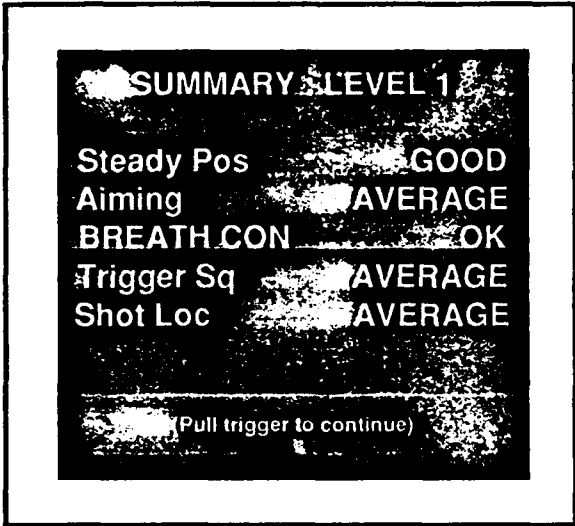 SUMMARY LEVEL 1
Steady Pos GOOD
Aiming AVERAGE
BREATH CON OK
Trigger Sq AVERAGE
Shot Loc AVERAGE
(Pull trigger to continue)